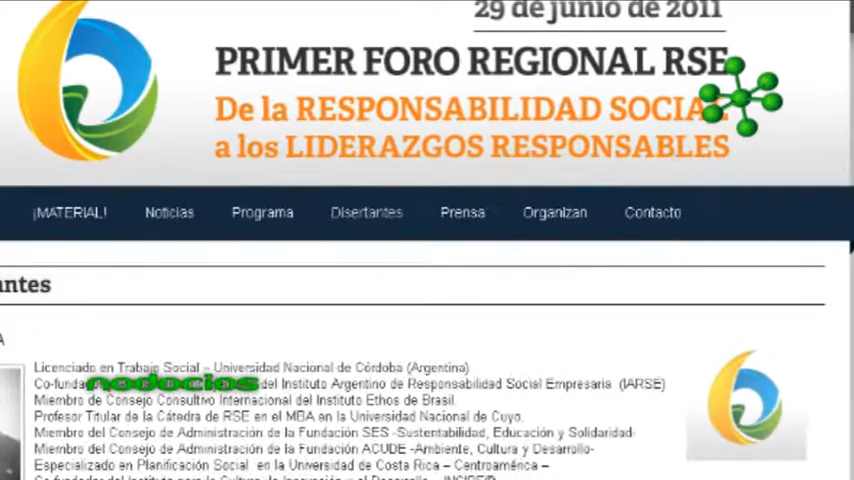 29 de junio de 2011
PRIMER FORO REGIONAL RSE
De la RESPONSABILIDAD SOCIAL
a los LIDERAZGOS RESPONSABLES
¡MATERIAL! Noticias Programa Disertantes Prensa Organizan Contacto
antes
A
Licenciado en Trabajo Social – Universidad Nacional de Córdoba (Argentina)
nodocios
del Instituto Argentino de Responsabilidad Social Empresaria (IARSE)
Miembro de Consejo Consultivo Internacional del Instituto Ethos de Brasil.
Profesor Titular de la Cátedra de RSE en el MBA en la Universidad Nacional de Cuyo.
Miembro del Consejo de Administración de la Fundación SES -Sustentabilidad, Educación y Solidaridad-
Miembro del Consejo de Administración de la Fundación ACUDE -Ambiente, Cultura y Desarrollo-
Especializado en Planificación Social en la Universidad de Costa Rica – Centroamérica –